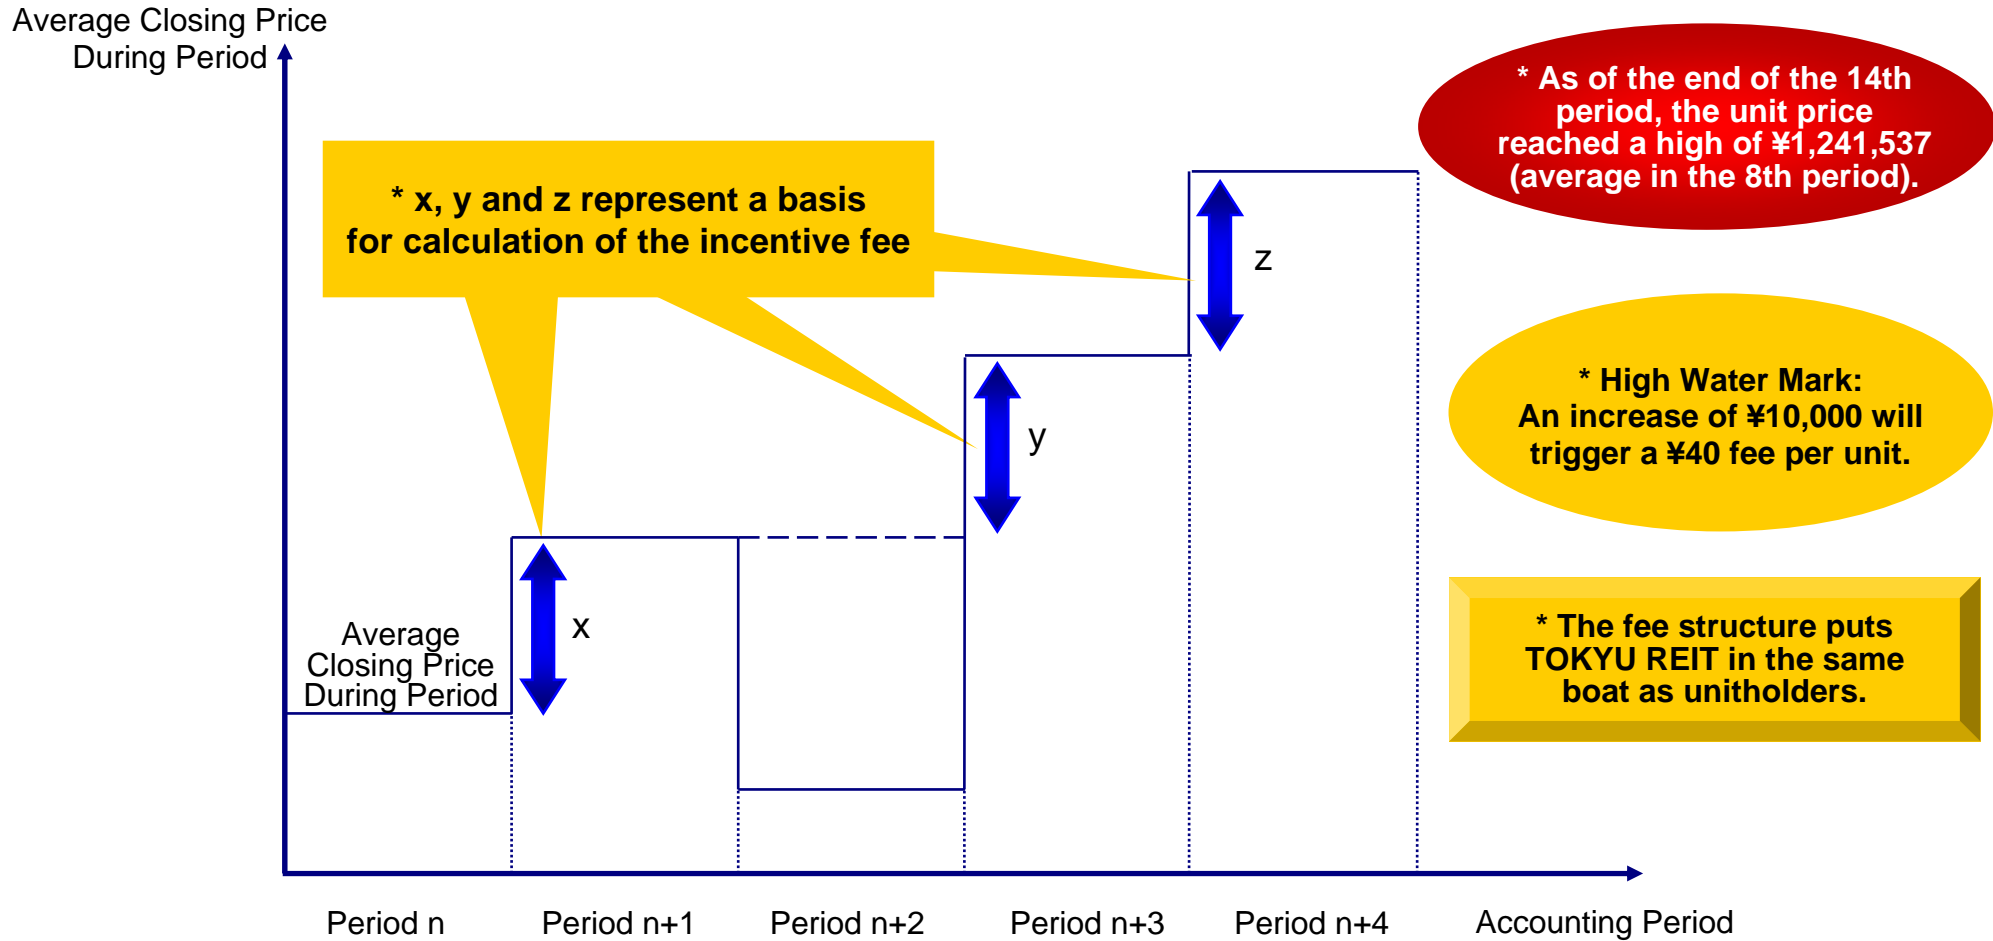 Average Closing Price
During Period
* x, y and z represent a basis
for calculation of the incentive fee
* As of the end of the 14th
period, the unit price
reached a high of ¥1,241,537
(average in the 8th period).
z
* High Water Mark:
An increase of ¥10,000 will
trigger a ¥40 fee per unit.
y
x
Average
Closing Price
During Period
* The fee structure puts
TOKYU REIT in the same
boat as unitholders.
Period n
Period n+1
Period n+2
Period n+3
Period n+4
Accounting Period